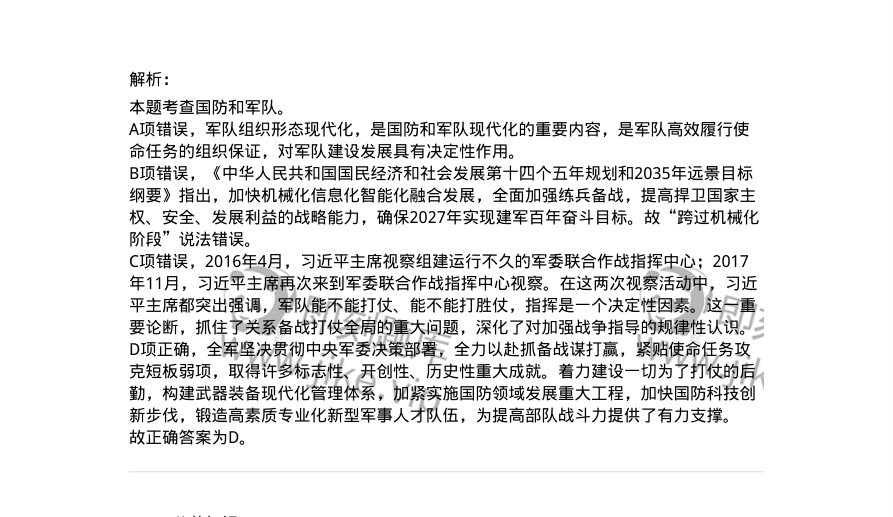 解析：
本题考查国防和军队。
A项错误，军队组织形态现代化，是国防和军队现代化的重要内容，是军队高效履行使
命任务的组织保证，对军队建设发展具有决定性作用。
B项错误，《中华人民共和国国民经济和社会发展第十四个五年规划和2035年远景目标
纲要》指出，加快机械化信息化智能化融合发展，全面加强练兵备战，提高捍卫国家主
权、安全、发展利益的战略能力，确保2027年实现建军百年奋斗目标。故“跨过机械化
阶段”说法错误。
C项错误，2016年4月，习近平主席视察组建运行不久的军委联合作战指挥中心；2017
年11月，习近平主席再次来到军委联合作战指挥中心视察。在这两次视察活动中，习近
平主席都突出强调，军队能不能打仗、能不能打胜仗，指挥是一个决定性因素。这一重
要论断，抓住了关系备战打仗全局的重大问题，深化了对加强战争指导的规律性认识。
D项正确，全军坚决贯彻中央军委决策部署，全力以赴抓备战谋打赢，紧贴使命任务攻
克短板弱项，取得许多标志性、开创性、历史性重大成就。着力建设一切为了打仗的后
勤，构建武器装备现代化管理体系，加紧实施国防领域发展重大工程，加快国防科技创
新步伐，锻造高素质专业化新型军事人才队伍，为提高部队战斗力提供了有力支撑。
故正确答案为D。